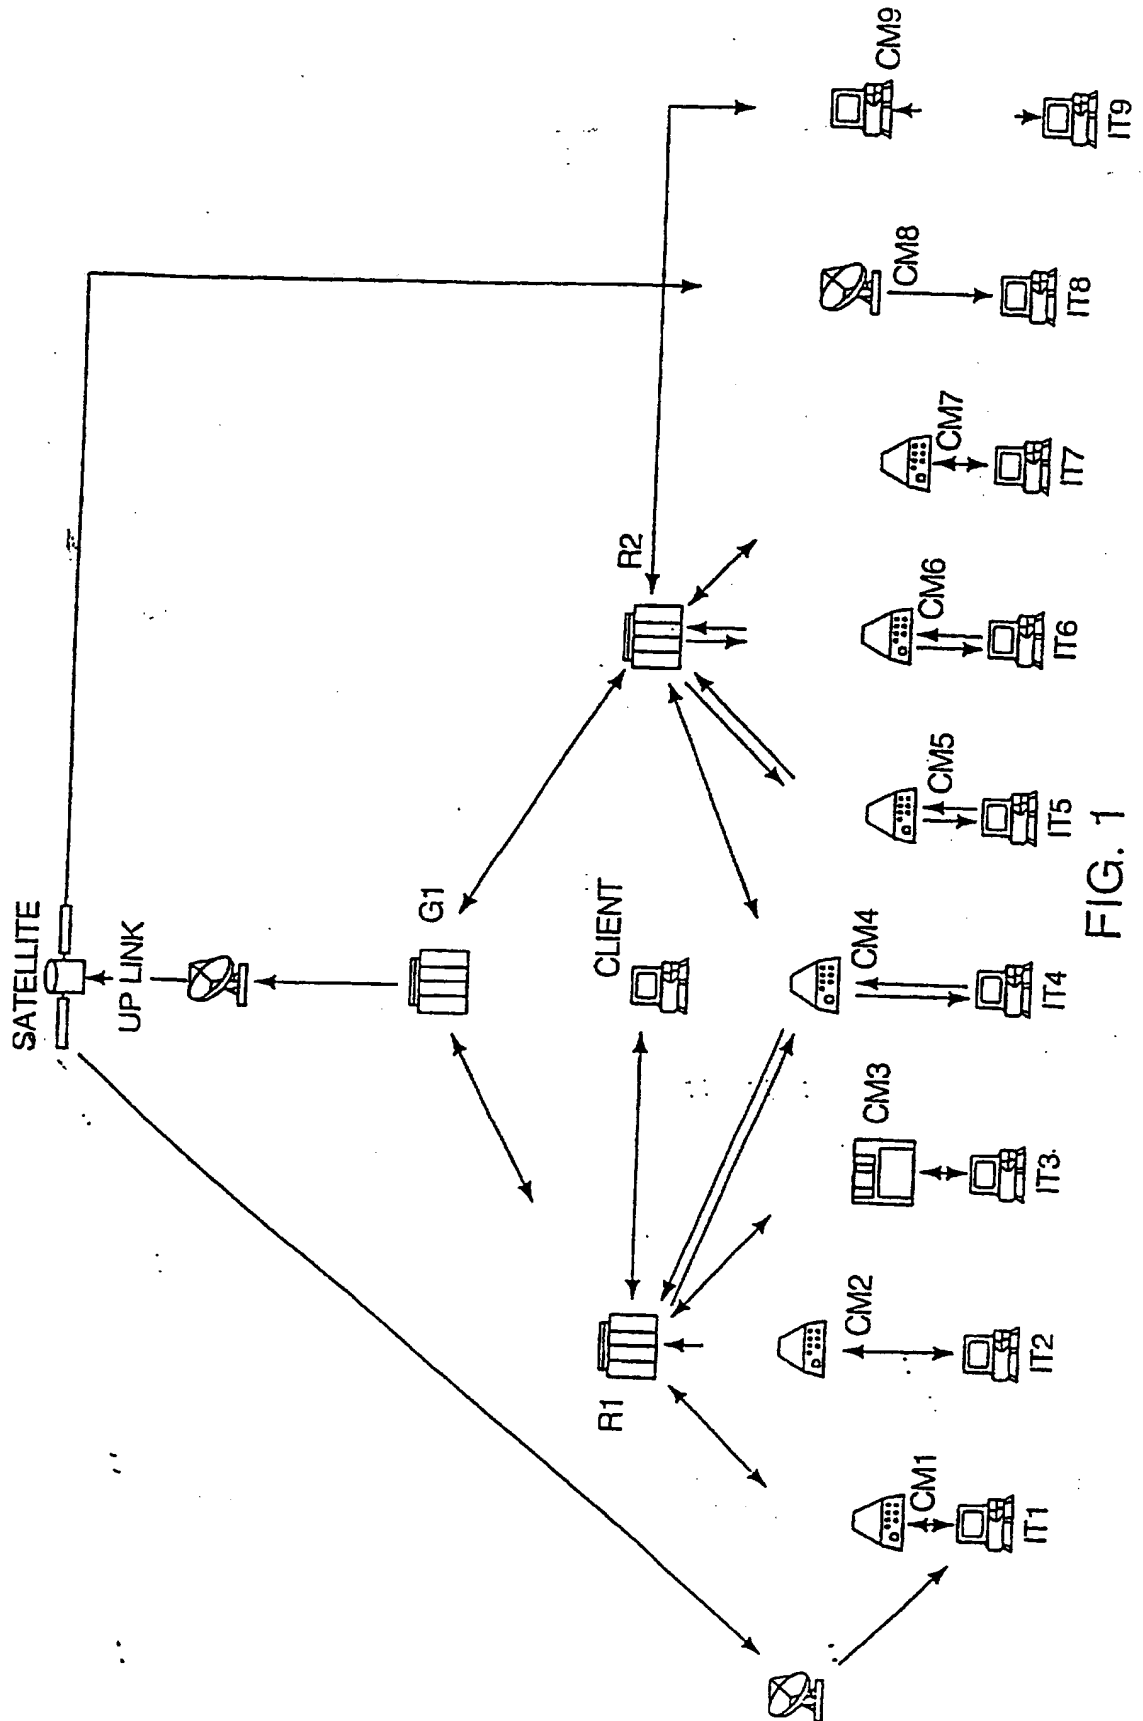 SATELLITE
UP LINK
G1
CLIENT
R1
R2
CM1
CM2
CM3
CM4
CM5
CM6
CM7
CM8
CM9
IT1
IT2
IT3
IT4
IT5
IT6
IT7
IT8
IT9
FIG. 1